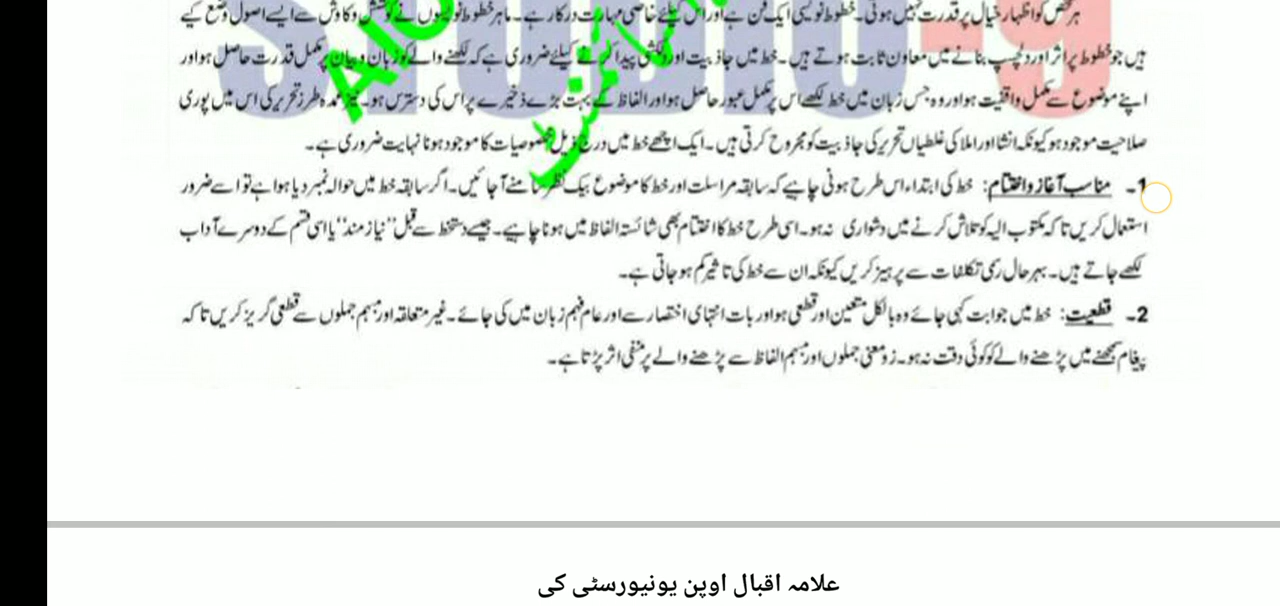 ہر شخص کو اظہار خیال پر قدرت نہیں ہوتی۔ خطوط نویسی ایک فن ہے اور اس کیلئے خاصی مہارت درکار ہے۔ ماہر خطوط نویسوں نے کوشش و کاوش سے ایسے اصول وضع کیے
ہیں جو خطوط پر اثر اور دلچسپ بنانے میں معاون ثابت ہوتے ہیں۔ خط میں جاذبیت اور دلکشی پیدا کرنے کیلئے ضروری ہے کہ لکھنے والے کو زبان و بیان پر مکمل قدرت حاصل ہو اور
اپنے موضوع سے مکمل واقفیت ہو اور وہ جس زبان میں خط لکھے اس پر مکمل عبور حاصل ہو اور الفاظ کے بہت بڑے ذخیرے پر اس کی دسترس ہو۔ نیز عمدہ طرز تحریر کی اس میں پوری
صلاحیت موجود ہو کیونکہ انشا اور املا کی غلطیاں تحریر کی جاذبیت کو مجروح کرتی ہیں۔ ایک اچھے خط میں درج ذیل خصوصیات کا موجود ہونا نہایت ضروری ہے۔
1۔ مناسب آغاز و اختتام: خط کی ابتداء اس طرح ہونی چاہیے کہ سابقہ مراسلت اور خط کا موضوع بیک نظر سامنے آ جائیں۔ اگر سابقہ خط میں حوالہ نمبر دیا ہوا ہے تو اسے ضرور
استعمال کریں تاکہ مکتوب الیہ کو تلاش کرنے میں دشواری نہ ہو۔ اسی طرح خط کا اختتام بھی شائستہ الفاظ میں ہونا چاہیے۔ جیسے دستخط سے قبل "نیاز مند" یا اسی قسم کے دوسرے آداب
لکھے جاتے ہیں۔ بہر حال رسمی تکلفات سے پرہیز کریں کیونکہ ان سے خط کی تاثیر کم ہو جاتی ہے۔
2۔ قطعیت: خط میں جو بات کہی جائے وہ بالکل متعین اور قطعی ہو اور بات انتہای اختصار سے اور عام فہم زبان میں کی جائے۔ غیر متعلقہ اور مبہم جملوں سے قطعی گریز کریں تاکہ
پیغام سمجھنے میں پڑھنے والے کو کوئی دقت نہ ہو۔ زو معنی جملوں اور مبہم الفاظ سے پڑھنے والے پر منفی اثر پڑتا ہے۔
علامہ اقبال اوپن یونیورسٹی کی